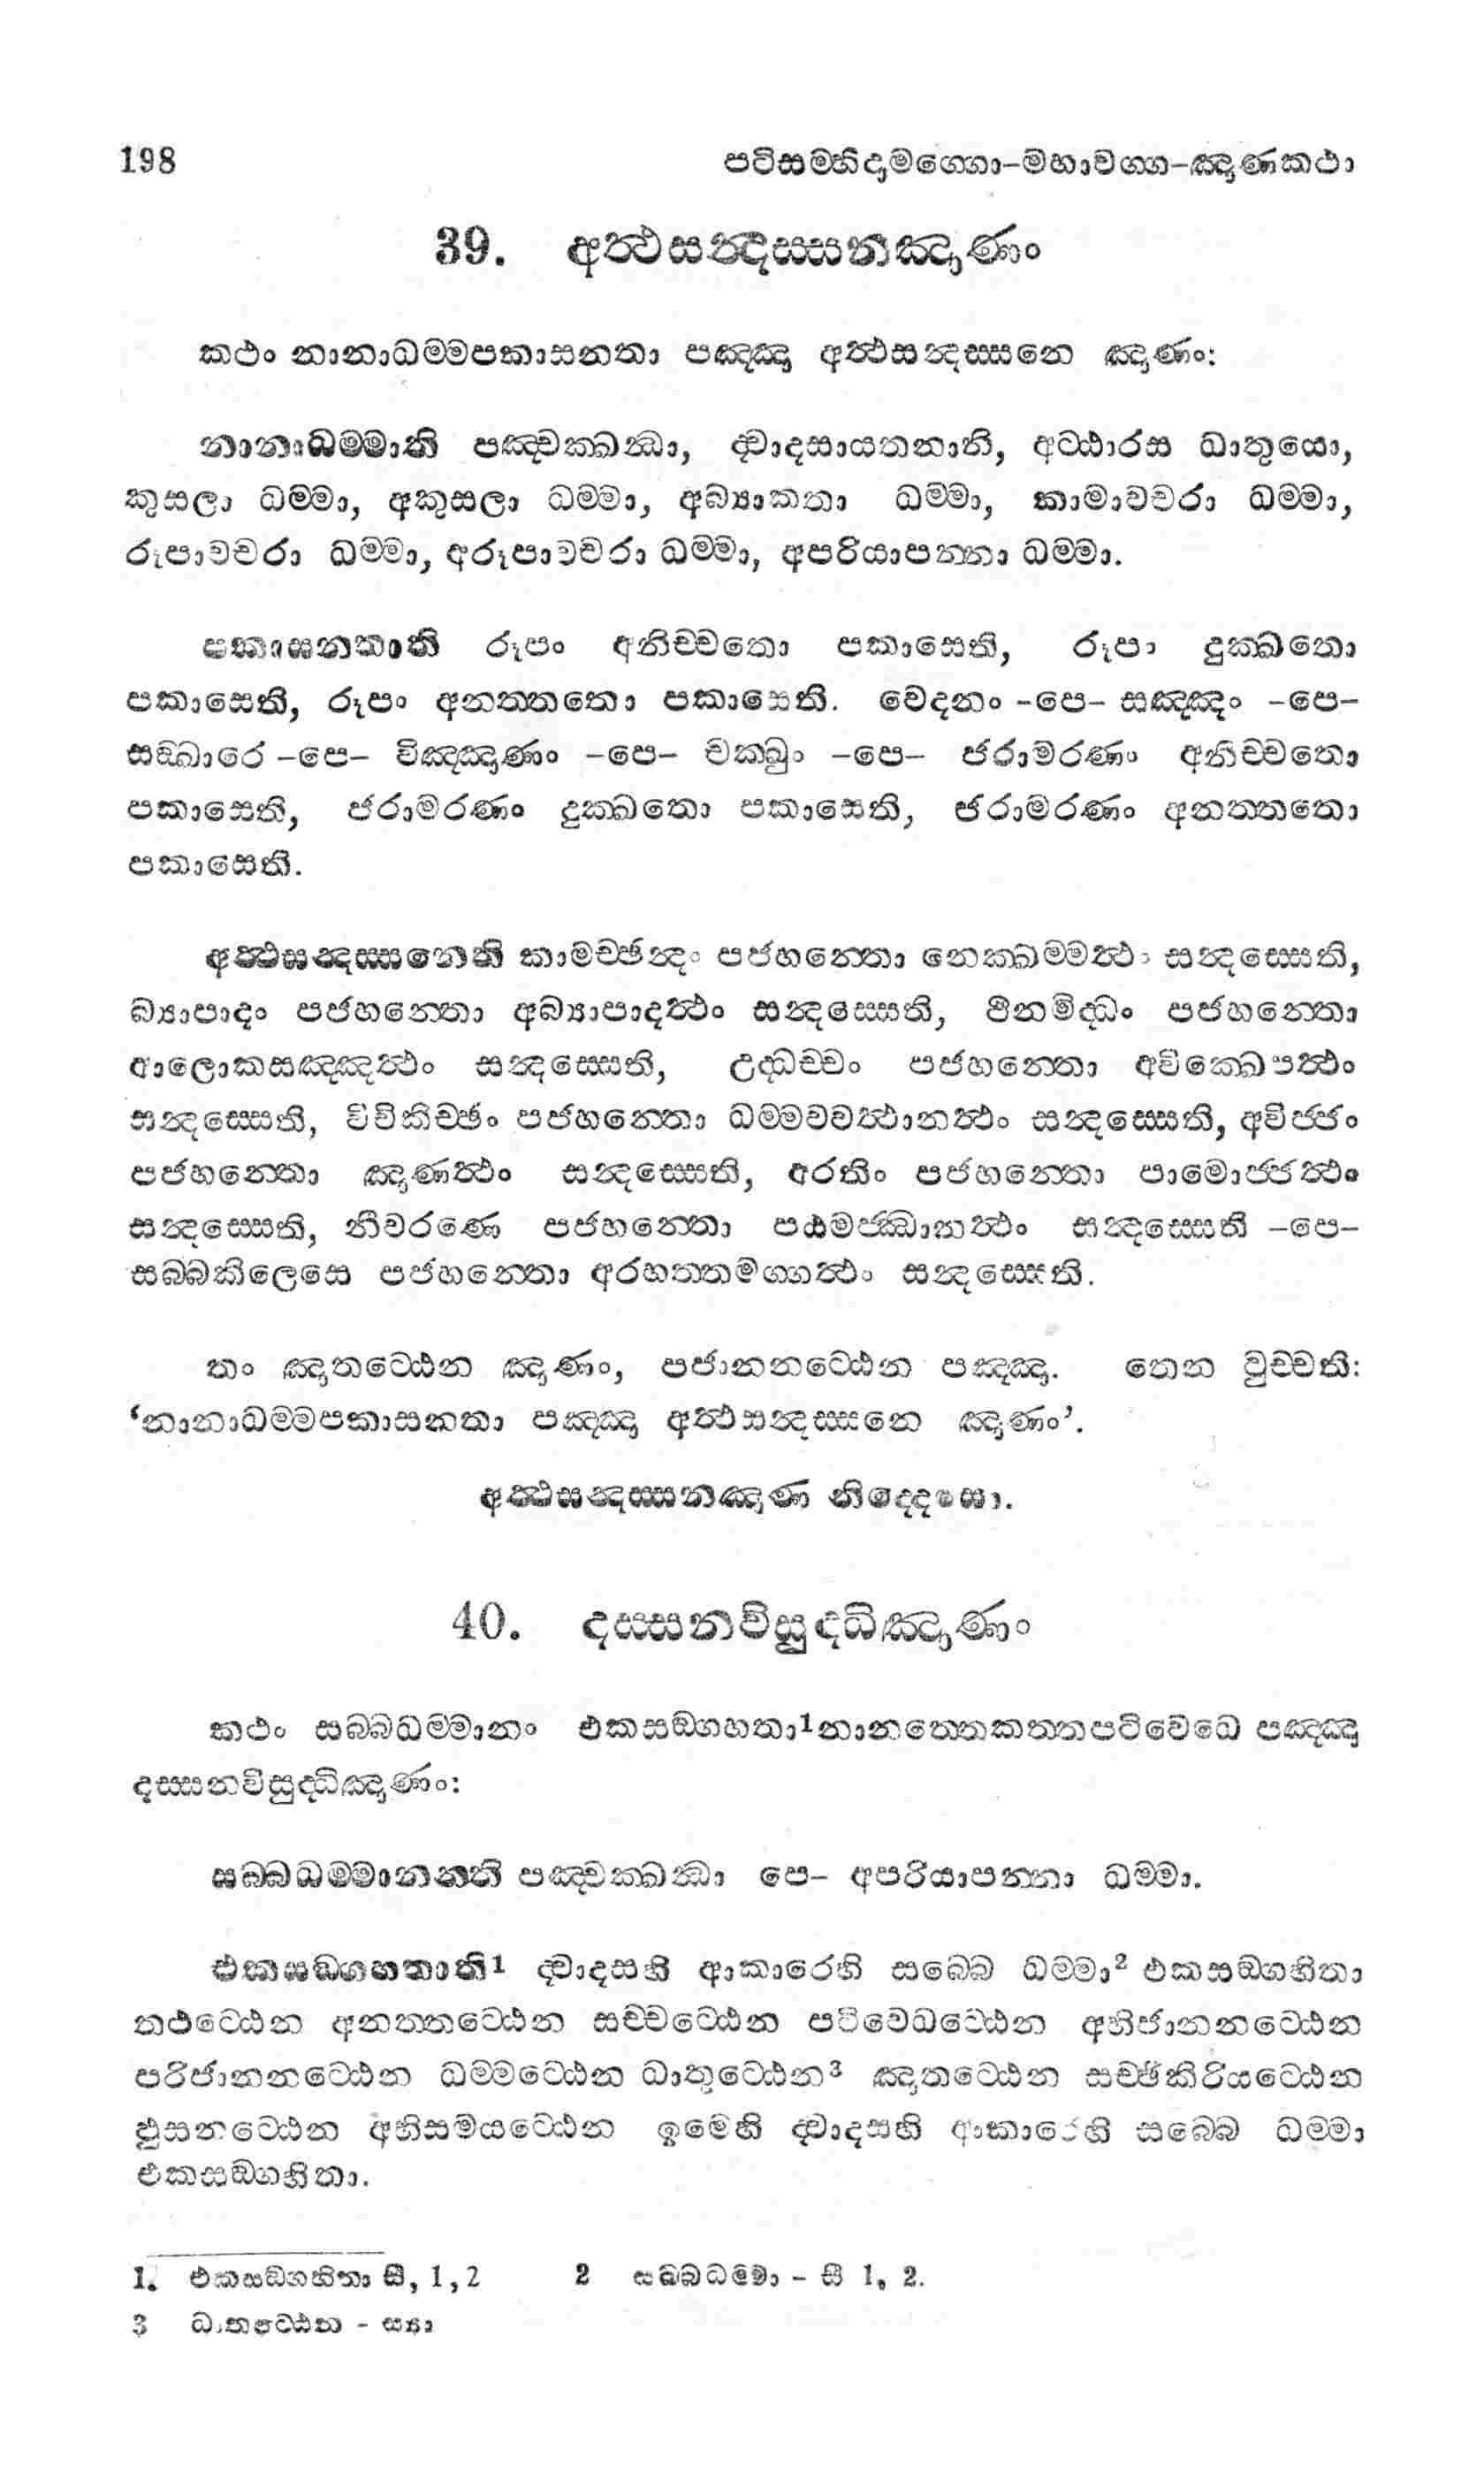 198 පටිසම්භිදාමග්ගො-මහාවග්ග-ඤාණකථා
39. අත්ථසන්දස්සනඤාණං
කථං නානාධම්මපකාසනතා පඤ්ඤා අත්ථසන්දස්සනෙ ඤාණං:
නානාධම්මාති පඤ්චක්ඛන්ධා, ද්වාදසායතනානි, අට්ඨාරස ධාතුයො,
කුසලා ධම්මා, අකුසලා ධම්මා, අබ්‍යාකතා ධම්මා, කාමාවචරා ධම්මා,
රූපාවචරා ධම්මා, අරූපාවචරා ධම්මා, අපරියාපන්නා ධම්මා.
පකාසනතාති රූපං අනිච්චතො පකාසෙති, රූපං දුක්ඛතො
පකාසෙති, රූපං අනත්තතො පකාසෙති. වෙදනං -පෙ- සඤ්ඤං -පෙ-
සඞ්ඛාරෙ -පෙ- විඤ්ඤාණං -පෙ- චක්ඛුං -පෙ- ජරාමරණං අනිච්චතො
පකාසෙති, ජරාමරණං දුක්ඛතො පකාසෙති, ජරාමරණං අනත්තතො
පකාසෙති.
අත්ථසන්දස්සනෙති කාමච්ඡන්දං පජහන්තො නෙක්ඛම්මත්ථං සන්දස්සෙති,
බ්‍යාපාදං පජහන්තො අබ්‍යාපාදත්ථං සන්දස්සෙති, ථීනමිද්ධං පජහන්තො
ආලොකසඤ්ඤත්ථං සන්දස්සෙති, උද්ධච්චං පජහන්තො අවික්ඛෙපත්ථං
සන්දස්සෙති, විචිකිච්ඡං පජහන්තො ධම්මවවත්ථානත්ථං සන්දස්සෙති, අවිජ්ජං
පජහන්තො ඤාණත්ථං සන්දස්සෙති, අරතිං පජහන්තො පාමොජ්ජත්ථං
සන්දස්සෙති, නීවරණෙ පජහන්තො පඨමජ්ඣානත්ථං සන්දස්සෙති -පෙ-
සබ්බකිලෙසෙ පජහන්තො අරහත්තමග්ගත්ථං සන්දස්සෙති.
තං ඤාතට්ඨෙන ඤාණං, පජානනට්ඨෙන පඤ්ඤා. තෙන වුච්චති:
‘නානාධම්මපකාසනතා පඤ්ඤා අත්ථසන්දස්සනෙ ඤාණං’.
අත්ථසන්දස්සනඤාණ නිද්දෙසො.
40. දස්සනවිසුද්ධිඤාණං
කථං සබ්බධම්මානං එකසඞ්ගහතා1නානත්තෙකත්තපටිවෙධෙ පඤ්ඤා
දස්සනවිසුද්ධිඤාණං:
සබ්බධම්මානන්ති පඤ්චක්ඛන්ධා පෙ- අපරියාපන්නා ධම්මා.
එකසඞ්ගහතාති1 ද්වාදසහි ආකාරෙහි සබ්බෙ ධම්මා2 එකසඞ්ගහිතා
තථට්ඨෙන අනත්තට්ඨෙන සච්චට්ඨෙන පටිවෙධට්ඨෙන අභිජානනට්ඨෙන
පරිජානනට්ඨෙන ධම්මට්ඨෙන ධාතුට්ඨෙන3 ඤාතට්ඨෙන සච්ඡිකිරියට්ඨෙන
ඵුසනට්ඨෙන අභිසමයට්ඨෙන ඉමෙහි ද්වාදසහි ආකාරෙහි සබ්බෙ ධම්මා
එකසඞ්ගහිතා.
1. එකසඞ්ගහිතා සී, 1, 2 2 සබ්බධම්මා - සී 1, 2.
3 - ස්‍යා